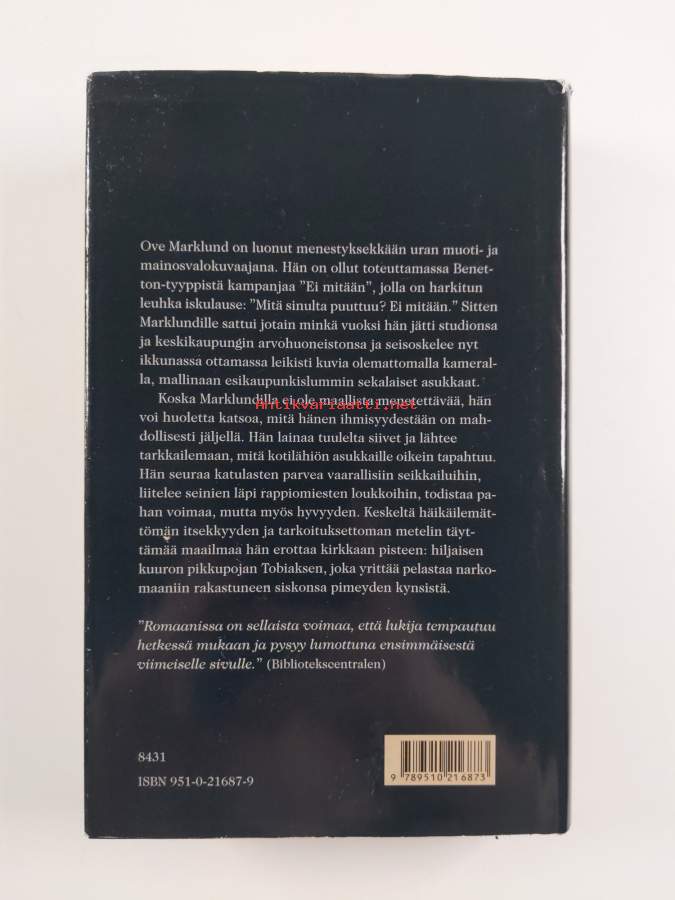 Ove Marklund on luonut menestyksekkään uran muoti- ja
mainosvalokuvaajana. Hän on ollut toteuttamassa Benet-
ton-tyyppistä kampanjaa "Ei mitään", jolla on harkitun
leuhka iskulause: "Mitä sinulta puuttuu? Ei mitään." Sitten
Marklundille sattui jotain minkä vuoksi hän jätti studionsa
ja keskikaupungin arvohuoneistonsa ja seisoskelee nyt
ikkunassa ottamassa leikisti kuvia olemattomalla kameral-
la, mallinaan esikaupunkislummin sekalaiset asukkaat.
Koska Marklundilla ei ole maallista menetettävää, hän
Antikvariaatti.net
voi huoletta katsoa, mitä hänen ihmisyydestään on mah-
dollisesti jäljellä. Hän lainaa tuulelta siivet ja lähtee
tarkkailemaan, mitä kotilähiön asukkaille oikein tapahtuu.
Hän seuraa katulasten parvea vaarallisiin seikkailuihin,
liitelee seinien läpi rappiomiesten loukkoihin, todistaa pa-
han voimaa, mutta myös hyvyyden. Keskeltä häikäilemät-
tömän itsekkyyden ja tarkoituksettoman metelin täyt-
tämää maailmaa hän erottaa kirkkaan pisteen: hiljaisen
kuuron pikkupojan Tobiaksen, joka yrittää pelastaa narko-
maaniin rakastuneen siskonsa pimeyden kynsistä.
"Romaanissa on sellaista voimaa, että lukija tempautuu
hetkessä mukaan ja pysyy lumottuna ensimmäisestä
viimeiselle sivulle." (Bibliotekscentralen)
8431
ISBN 951-0-21687-9
9 789510 216873